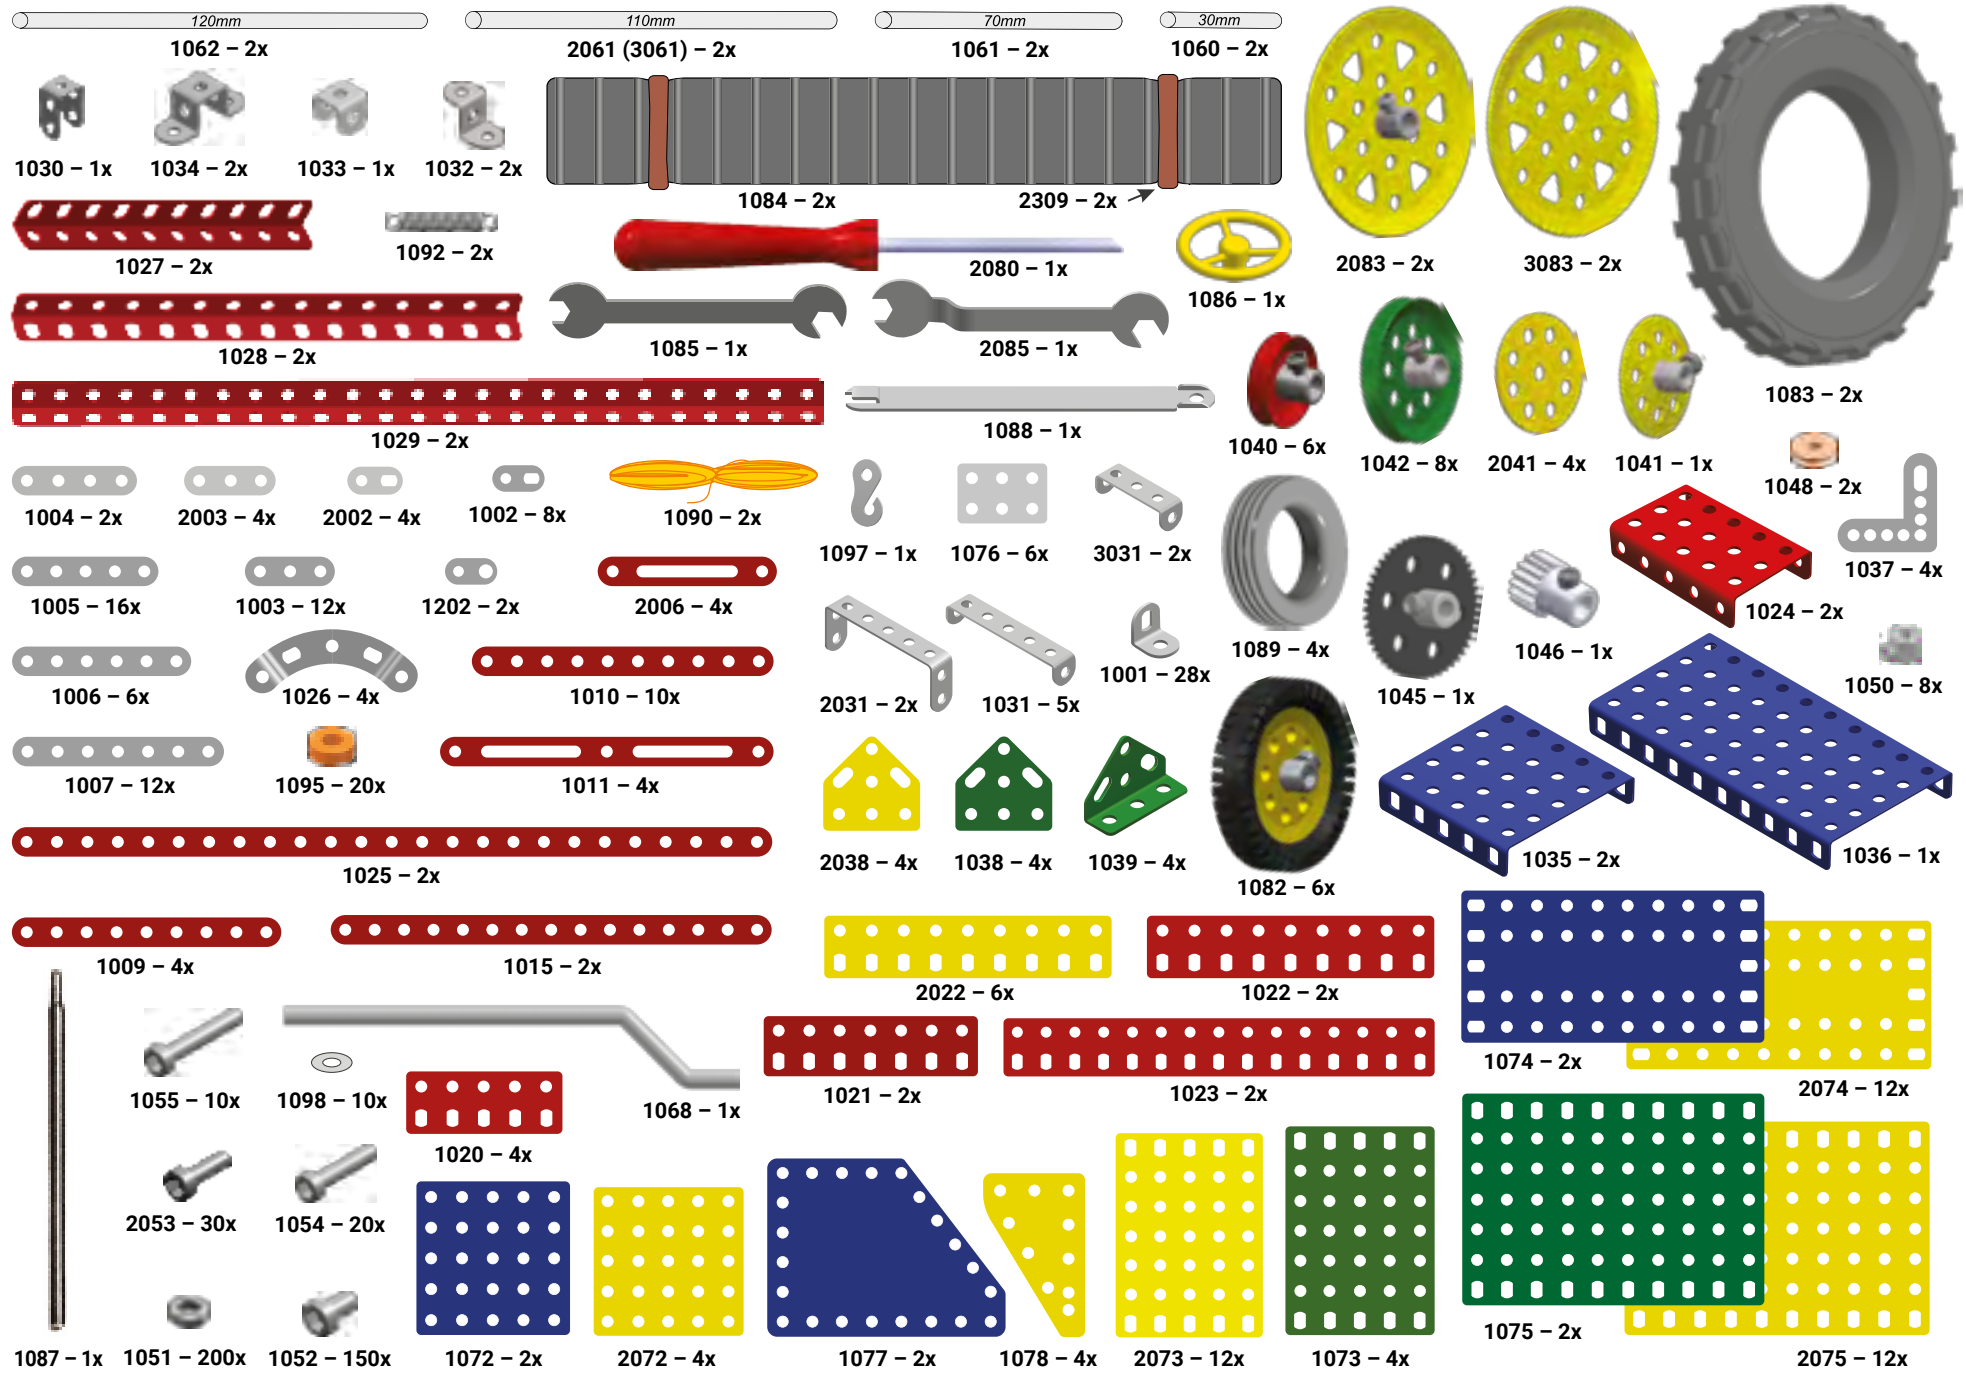 120mm
110mm
70mm
30mm
1062 – 2x
2061 (3061) – 2x
1061 – 2x
1060 – 2x
1030 – 1x
1034 – 2x
1033 – 1x
1032 – 2x
1084 – 2x
2309 – 2x
1027 – 2x
1092 – 2x
2080 – 1x
1086 – 1x
2083 – 2x
3083 – 2x
1028 – 2x
1085 – 1x
2085 – 1x
1083 – 2x
1029 – 2x
1088 – 1x
1040 – 6x
1042 – 8x
2041 – 4x
1041 – 1x
1048 – 2x
1004 – 2x
2003 – 4x
2002 – 4x
1002 – 8x
1090 – 2x
1097 – 1x
1076 – 6x
3031 – 2x
1037 – 4x
1005 – 16x
1003 – 12x
1202 – 2x
2006 – 4x
1024 – 2x
1089 – 4x
1046 – 1x
1006 – 6x
1026 – 4x
1010 – 10x
2031 – 2x
1031 – 5x
1001 – 28x
1045 – 1x
1050 – 8x
1007 – 12x
1095 – 20x
1011 – 4x
2038 – 4x
1038 – 4x
1039 – 4x
1082 – 6x
1035 – 2x
1036 – 1x
1025 – 2x
1009 – 4x
1015 – 2x
2022 – 6x
1022 – 2x
1074 – 2x
2074 – 12x
1055 – 10x
1098 – 10x
1068 – 1x
1021 – 2x
1023 – 2x
1020 – 4x
2053 – 30x
1054 – 20x
1087 – 1x
1051 – 200x
1052 – 150x
1072 – 2x
2072 – 4x
1077 – 2x
1078 – 4x
2073 – 12x
1073 – 4x
1075 – 2x
2075 – 12x